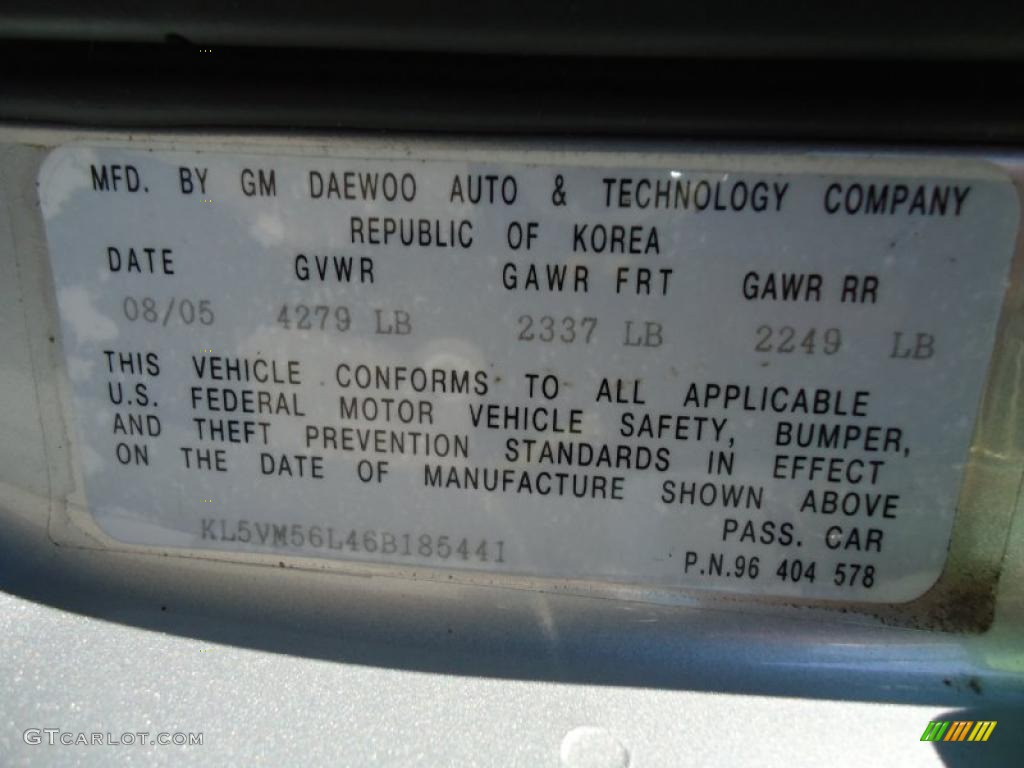 MFD. BY GM DAEWOO AUTO & TECHNOLOGY COMPANY
REPUBLIC OF KOREA
DATE GVWR GAWR FRT GAWR RR
08/05 4279 LB 2337 LB 2249 LB
THIS VEHICLE CONFORMS TO ALL APPLICABLE
U.S. FEDERAL MOTOR VEHICLE SAFETY, BUMPER,
AND THEFT PREVENTION STANDARDS IN EFFECT
ON THE DATE OF MANUFACTURE SHOWN ABOVE
PASS. CAR
KL5VM56L46B185441
P.N.96 404 578
GTCARLOT.COM